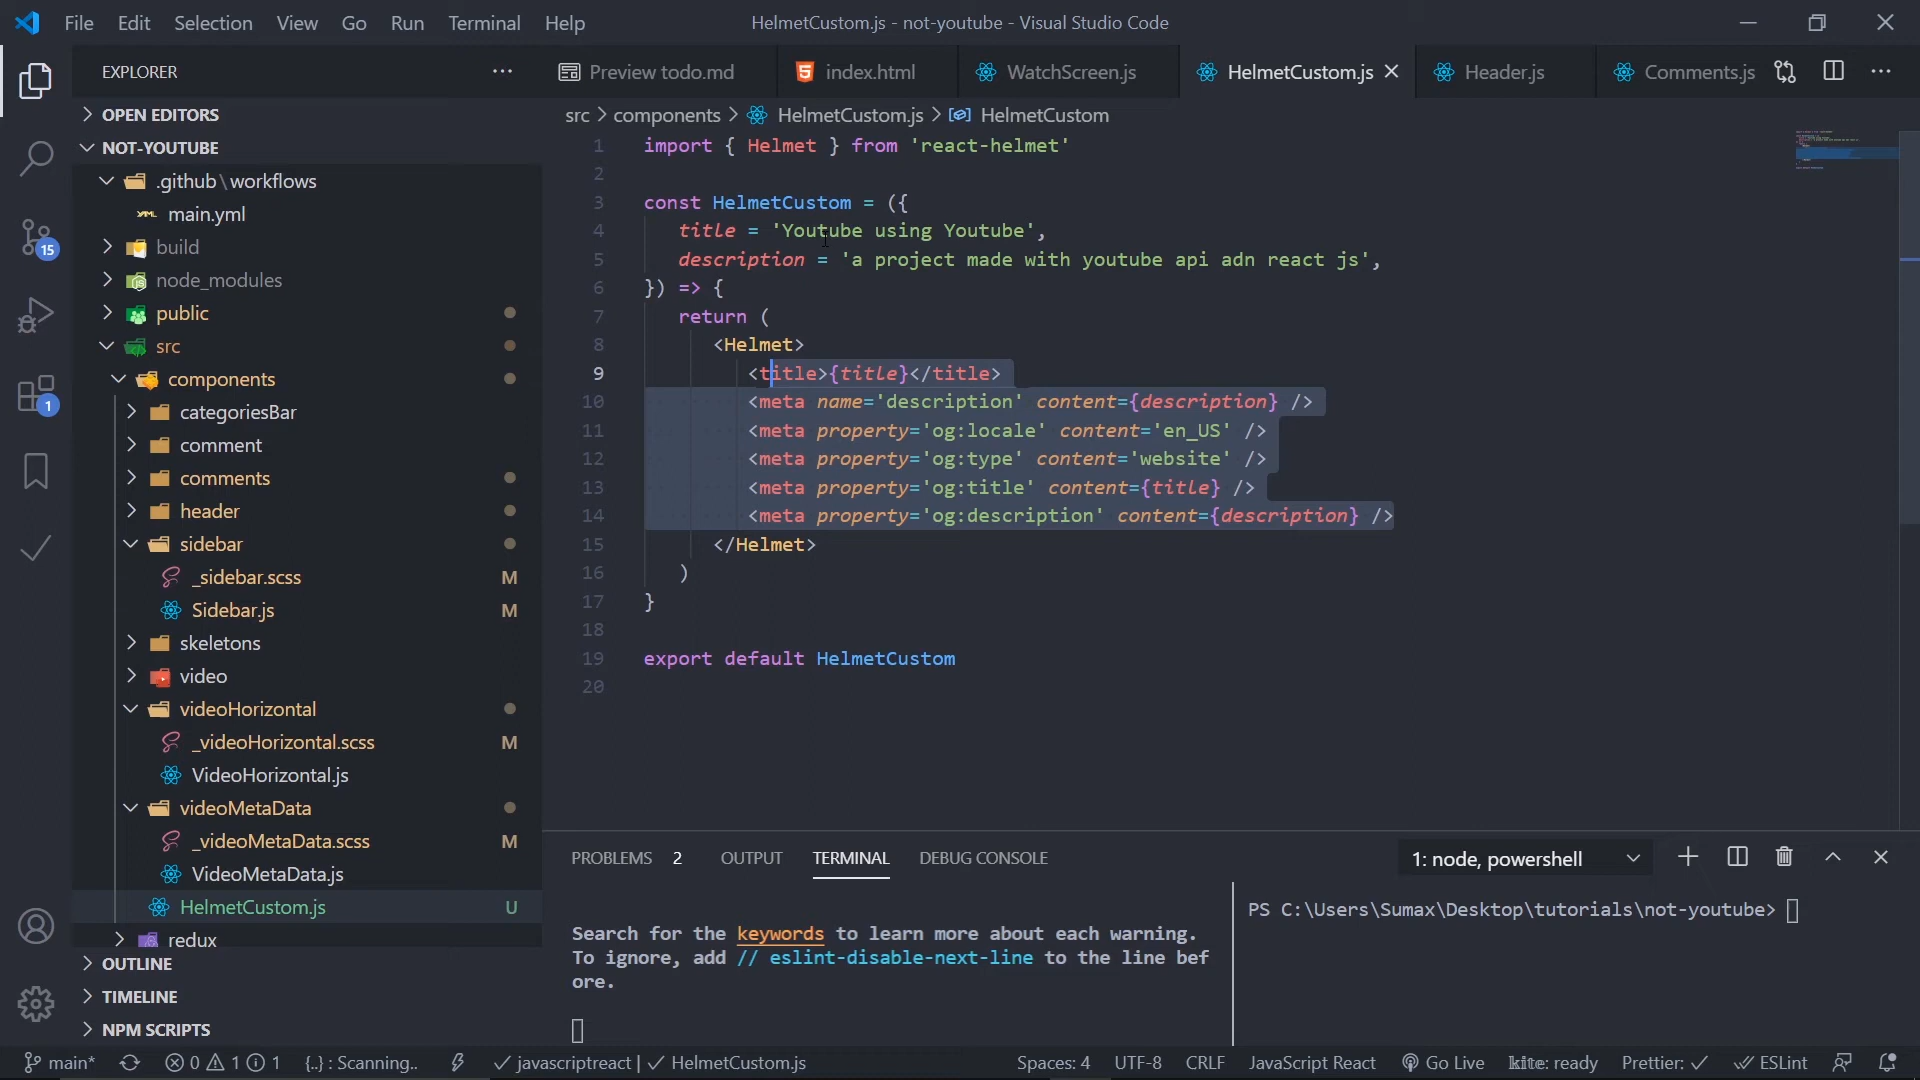 File Edit Selection View Go Run Terminal Help
HelmetCustom.js - not-youtube - Visual Studio Code
EXPLORER
Preview todo.md
index.html
WatchScreen.js
HelmetCustom.js
Header.js
Comments.js
OPEN EDITORS
NOT-YOUTUBE
.github\workflows
main.yml
build
node_modules
public
src
components
categoriesBar
comment
comments
header
sidebar
_sidebar.scss M
Sidebar.js M
skeletons
video
videoHorizontal
_videoHorizontal.scss M
VideoHorizontal.js
videoMetaData
_videoMetaData.scss M
VideoMetaData.js
HelmetCustom.js U
redux
OUTLINE
TIMELINE
NPM SCRIPTS
15
1
src > components > HelmetCustom.js > HelmetCustom
1 import { Helmet } from 'react-helmet'
2
3 const HelmetCustom = ({
4 title = 'Youtube using Youtube',
5 description = 'a project made with youtube api adn react js',
6 }) => {
7 return (
8 <Helmet>
9 <title>{title}</title>
10 <meta name='description' content={description} />
11 <meta property='og:locale' content='en_US' />
12 <meta property='og:type' content='website' />
13 <meta property='og:title' content={title} />
14 <meta property='og:description' content={description} />
15 </Helmet>
16 )
17 }
18
19 export default HelmetCustom
20
PROBLEMS 2 OUTPUT TERMINAL DEBUG CONSOLE
1: node, powershell
Search for the keywords to learn more about each warning.
To ignore, add // eslint-disable-next-line to the line bef
ore.
PS C:\Users\Sumax\Desktop\tutorials\not-youtube>
main* 0 1 1 {..} : Scanning.. javascriptreact | HelmetCustom.js Spaces: 4 UTF-8 CRLF JavaScript React Go Live kite: ready Prettier: ESLint